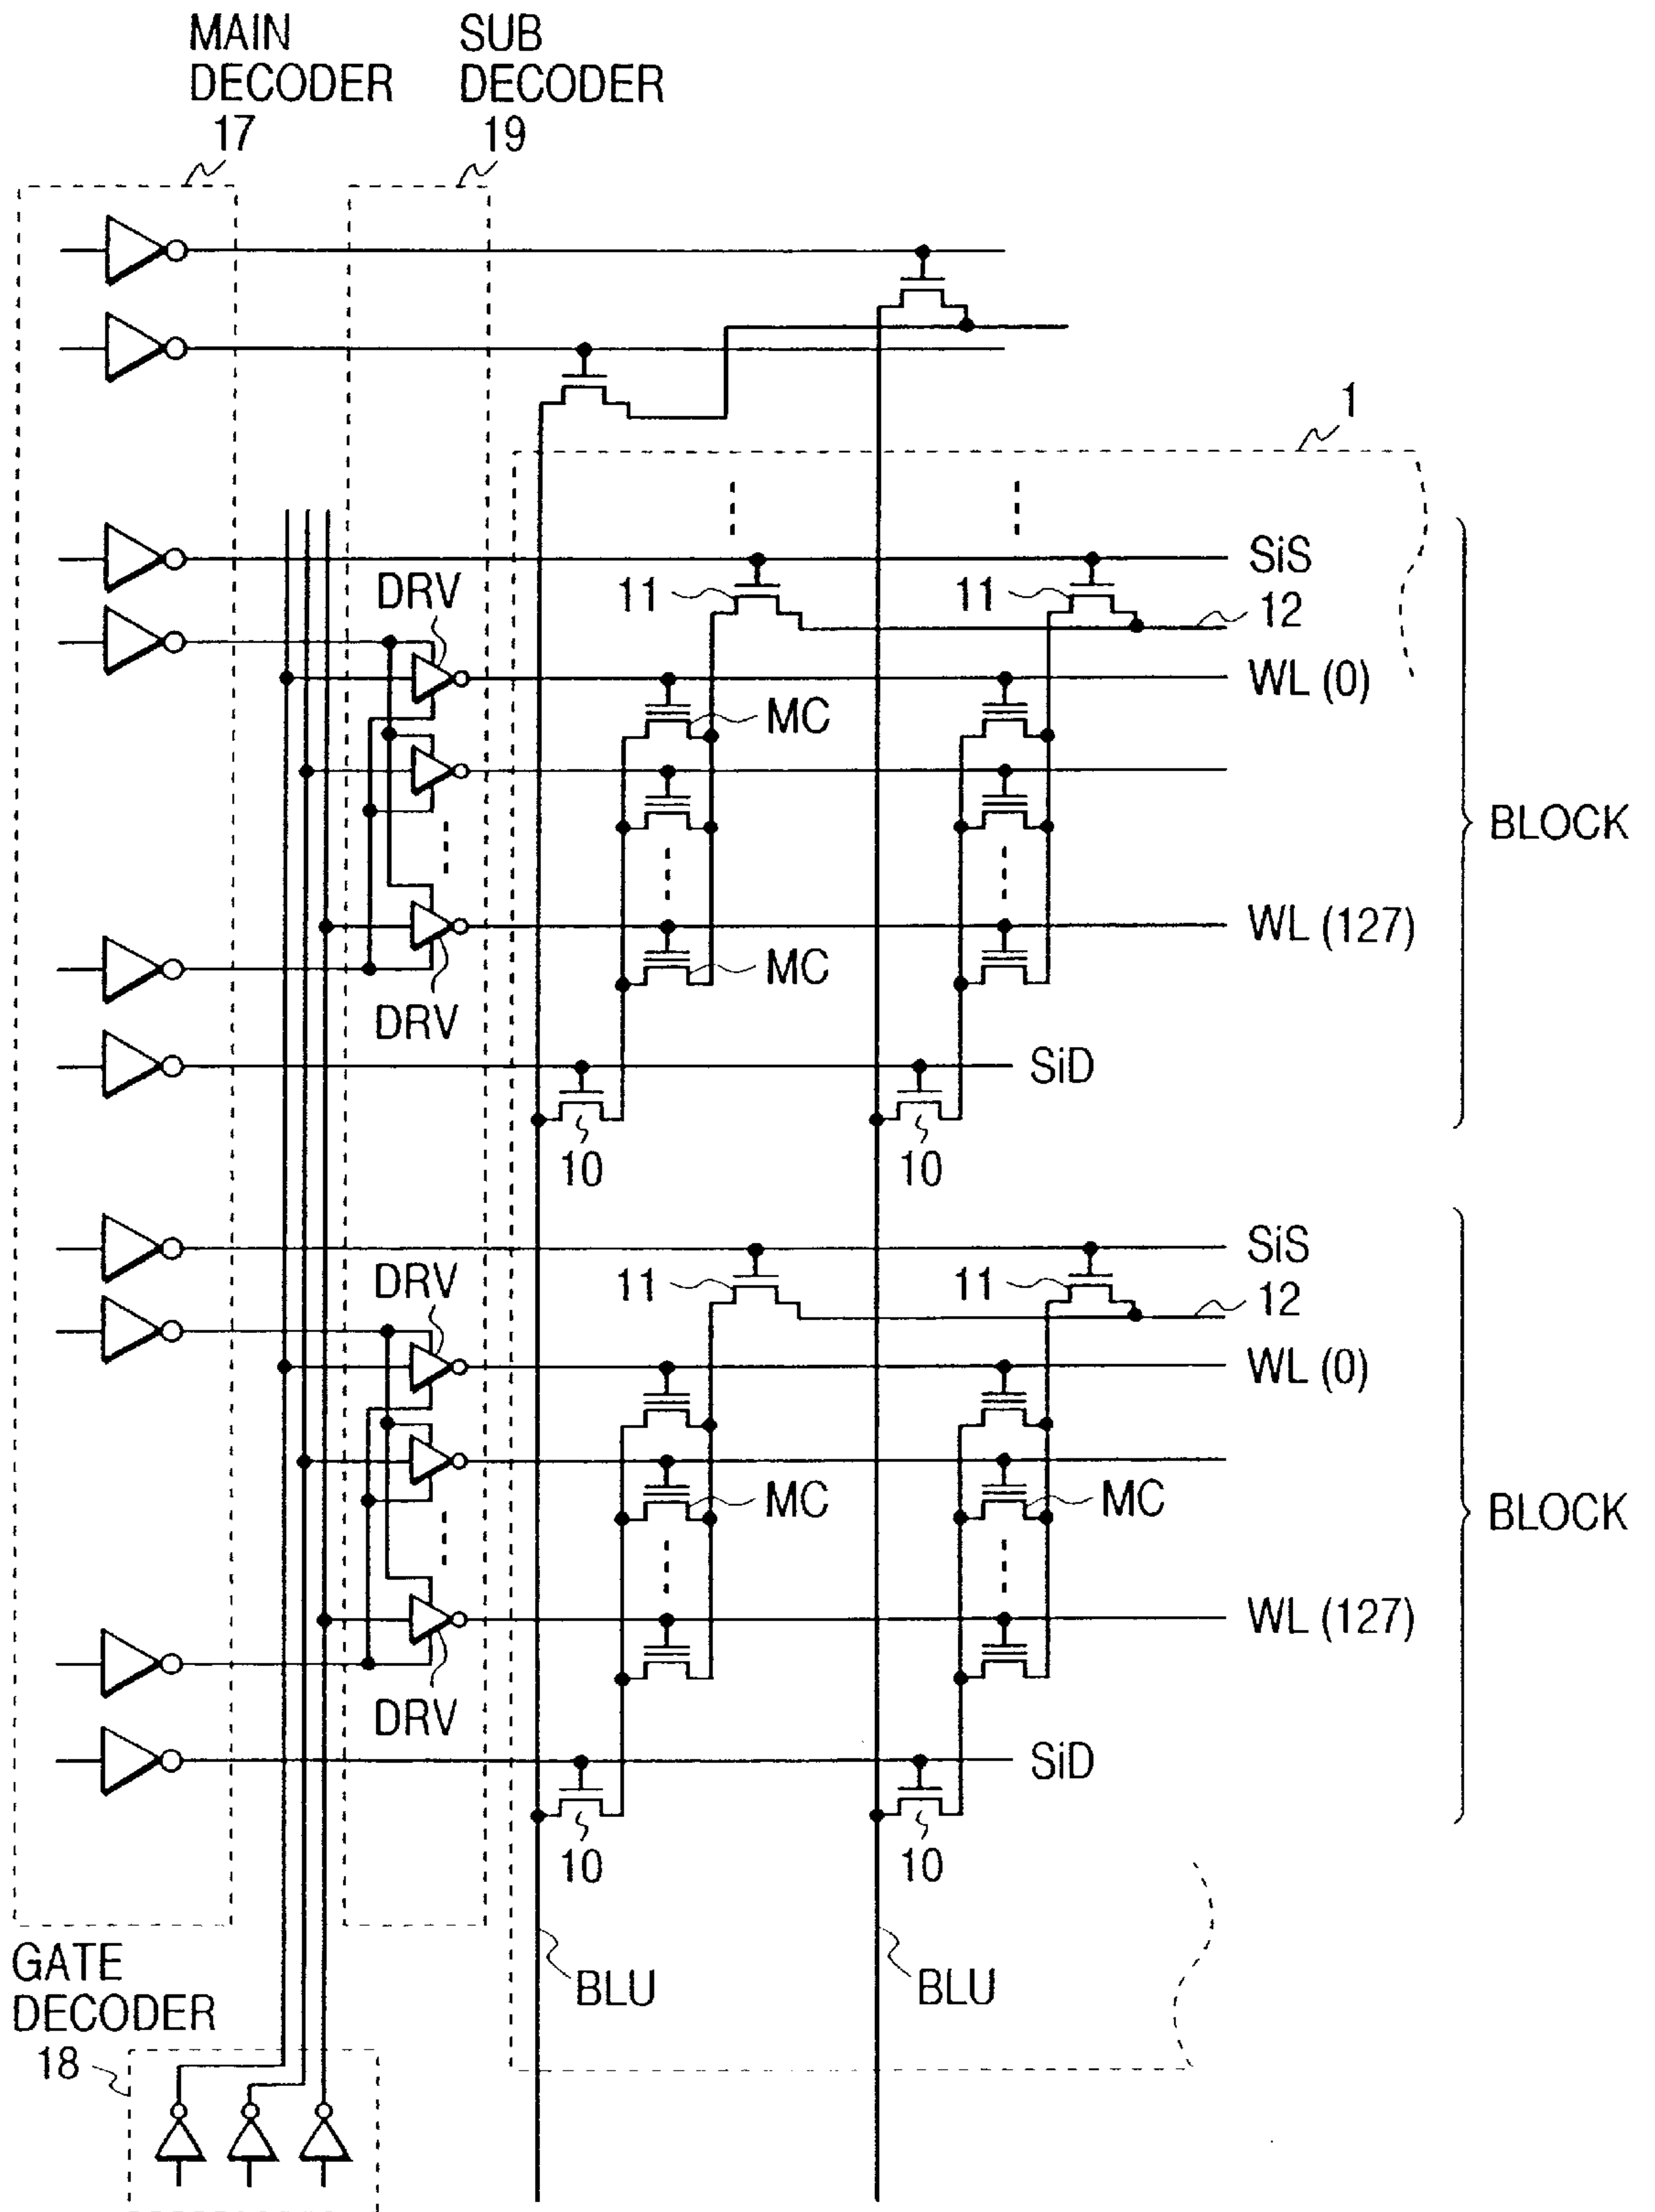 MAIN
DECODER
17
SUB
DECODER
19
1
SiS
11
11
12
DRV
WL (0)
MC
BLOCK
WL (127)
MC
DRV
SiD
10
10
SiS
11
11
12
DRV
WL (0)
MC
MC
BLOCK
WL (127)
DRV
SiD
10
10
GATE
DECODER
18
BLU
BLU